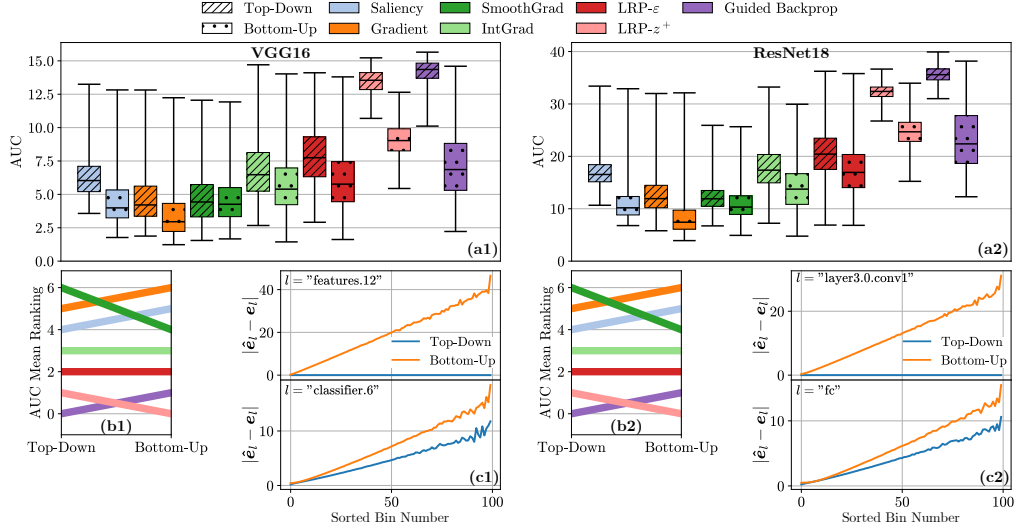 Top-Down Saliency SmoothGrad LRP-ε Guided Backprop
Bottom-Up Gradient IntGrad LRP-z⁺
VGG16
15.0
12.5
10.0
7.5
5.0
2.5
0.0
AUC
(a1)
ResNet18
40
30
20
10
0
AUC
(a2)
6
4
2
0
AUC Mean Ranking
(b1)
Top-Down Bottom-Up
l = "features.12"
40
20
0
|ê_l − e_l|
Top-Down
Bottom-Up
l = "classifier.6"
10
0
|ê_l − e_l|
(c1)
0 50 100
Sorted Bin Number
6
4
2
0
AUC Mean Ranking
(b2)
Top-Down Bottom-Up
l = "layer3.0.conv1"
20
0
|ê_l − e_l|
Top-Down
Bottom-Up
l = "fc"
10
0
|ê_l − e_l|
(c2)
0 50 100
Sorted Bin Number